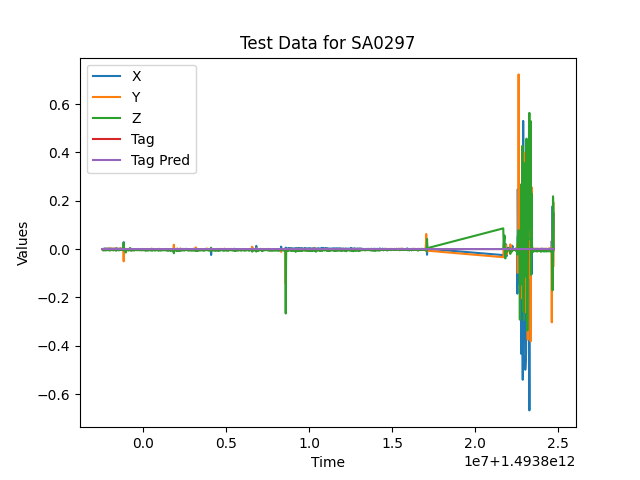 Test Data for SA0297
X
Y
Z
Tag
Tag Pred
Values
0.6
0.4
0.2
0.0
−0.2
−0.4
−0.6
0.0 0.5 1.0 1.5 2.0 2.5
Time
1e7+1.4938e12